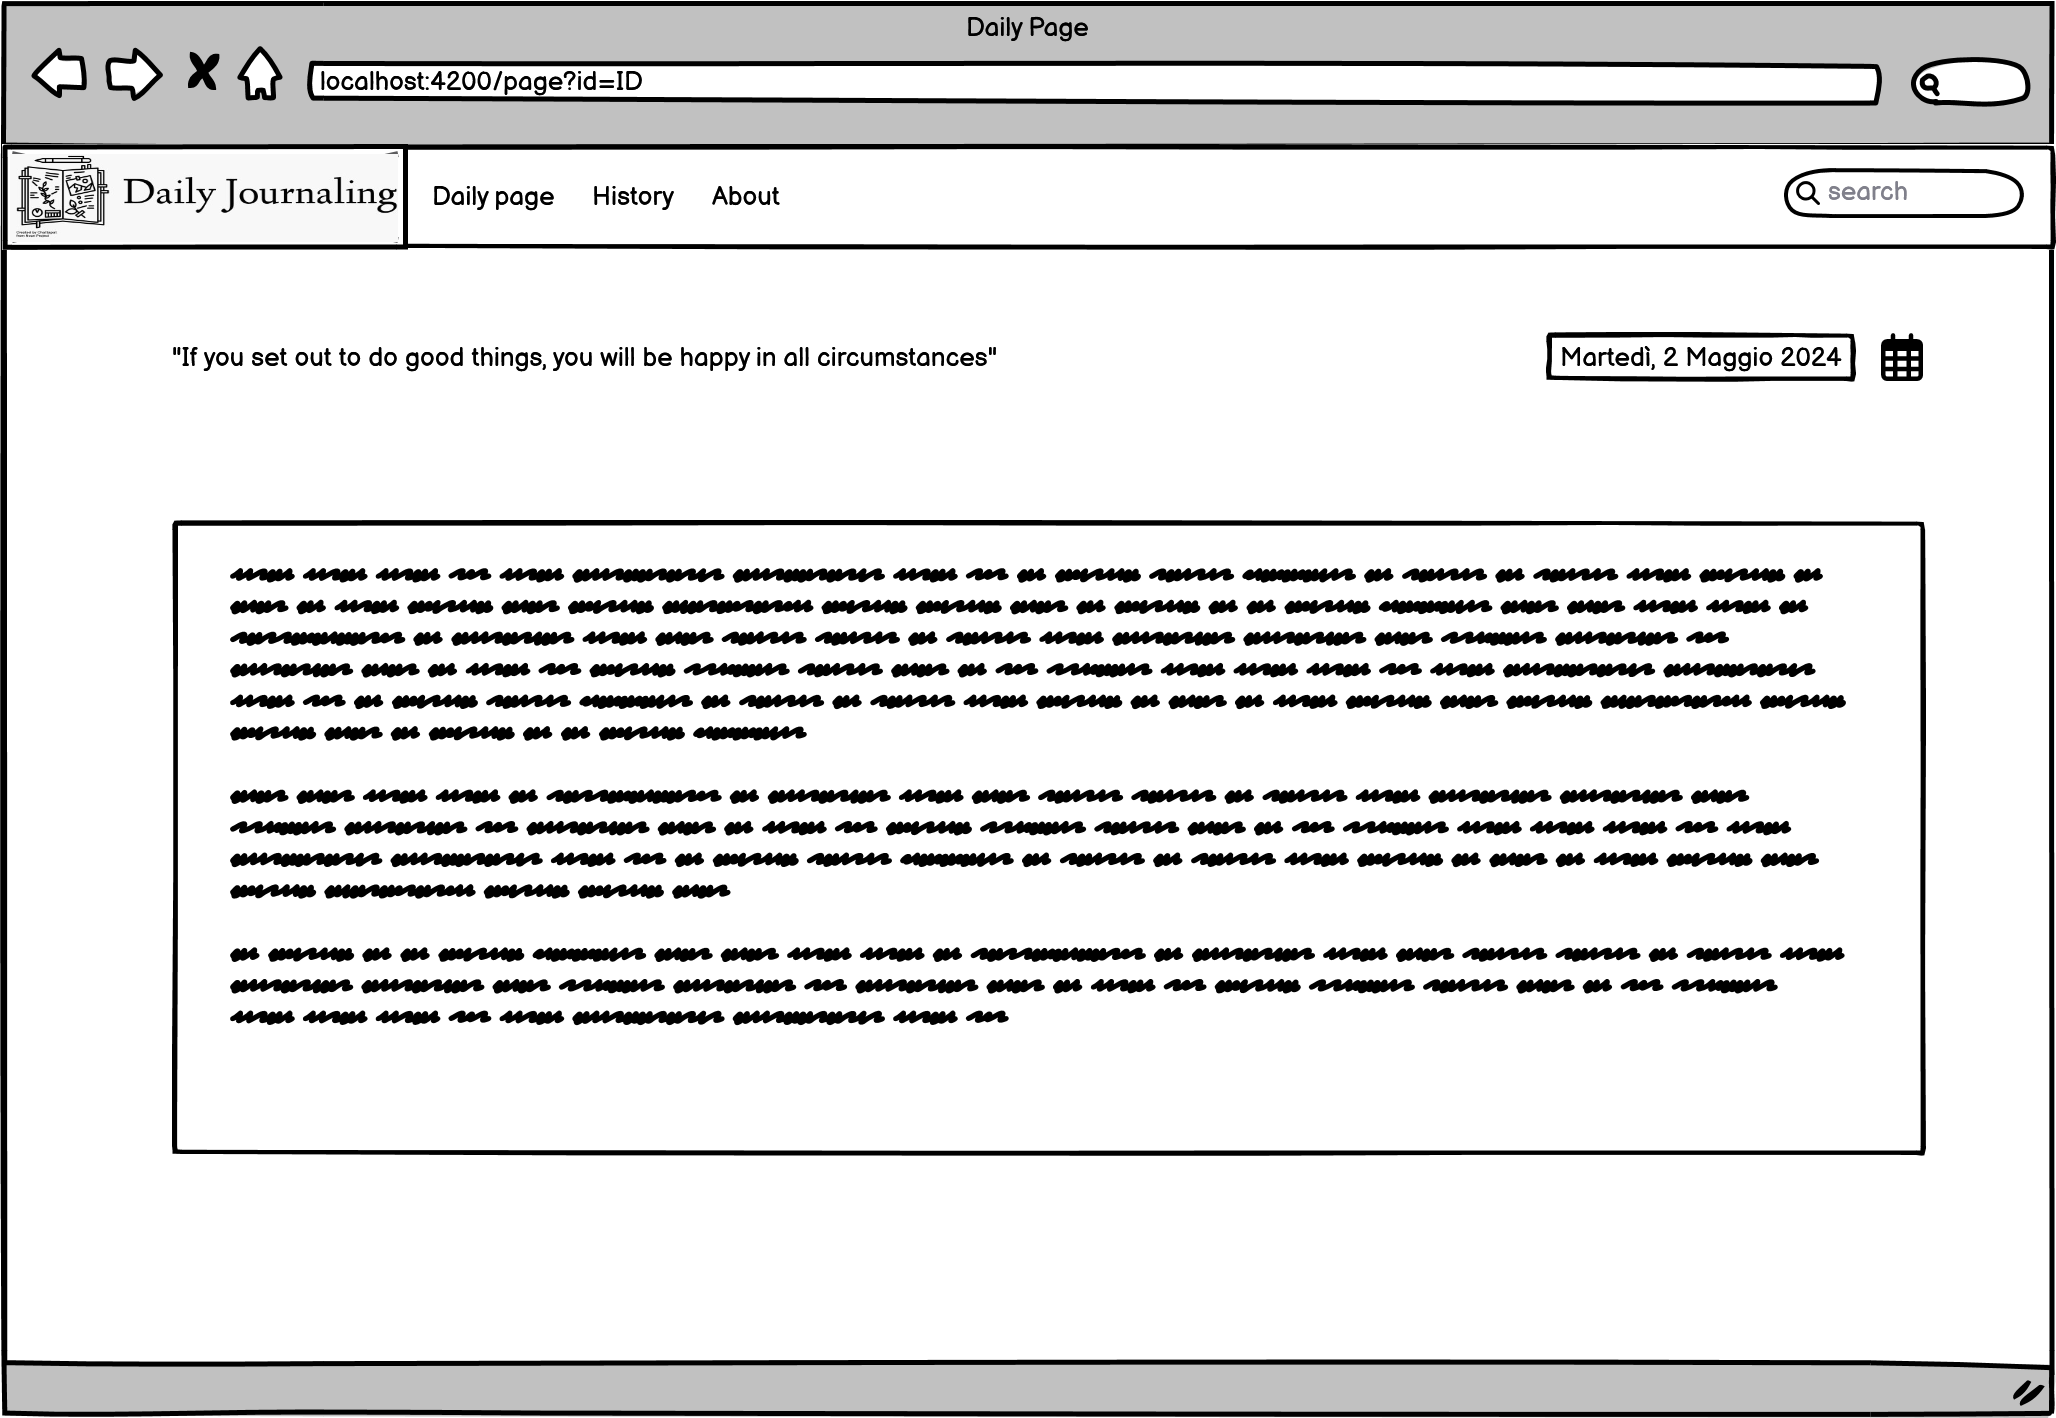 Daily Page
localhost:4200/page?id=ID
Daily Journaling
Daily page
History
About
search
"If you set out to do good things, you will be happy in all circumstances"
Martedì, 2 Maggio 2024